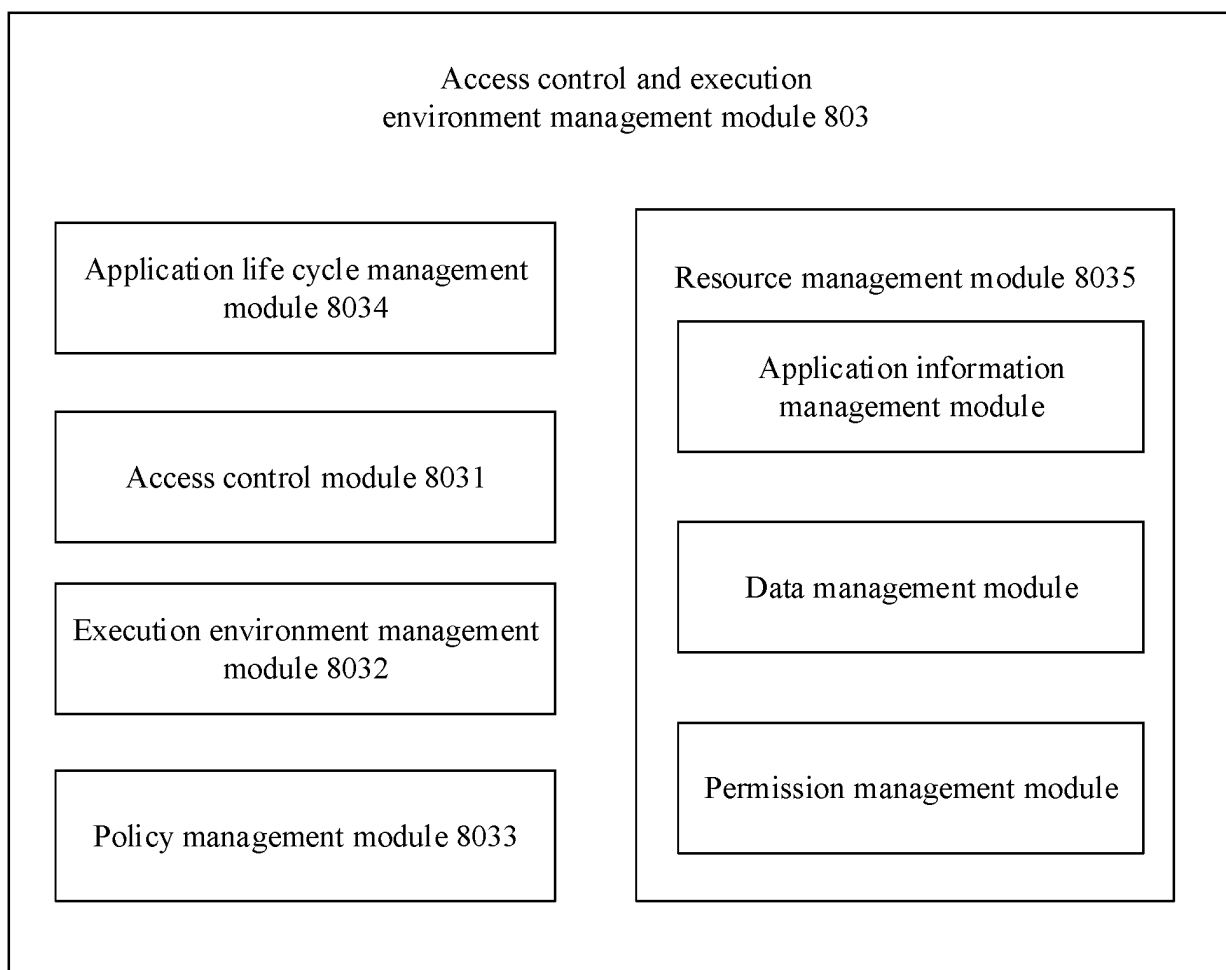 Access control and execution
environment management module 803
Application life cycle management
module 8034
Access control module 8031
Execution environment management
module 8032
Policy management module 8033
Resource management module 8035
Application information
management module
Data management module
Permission management module